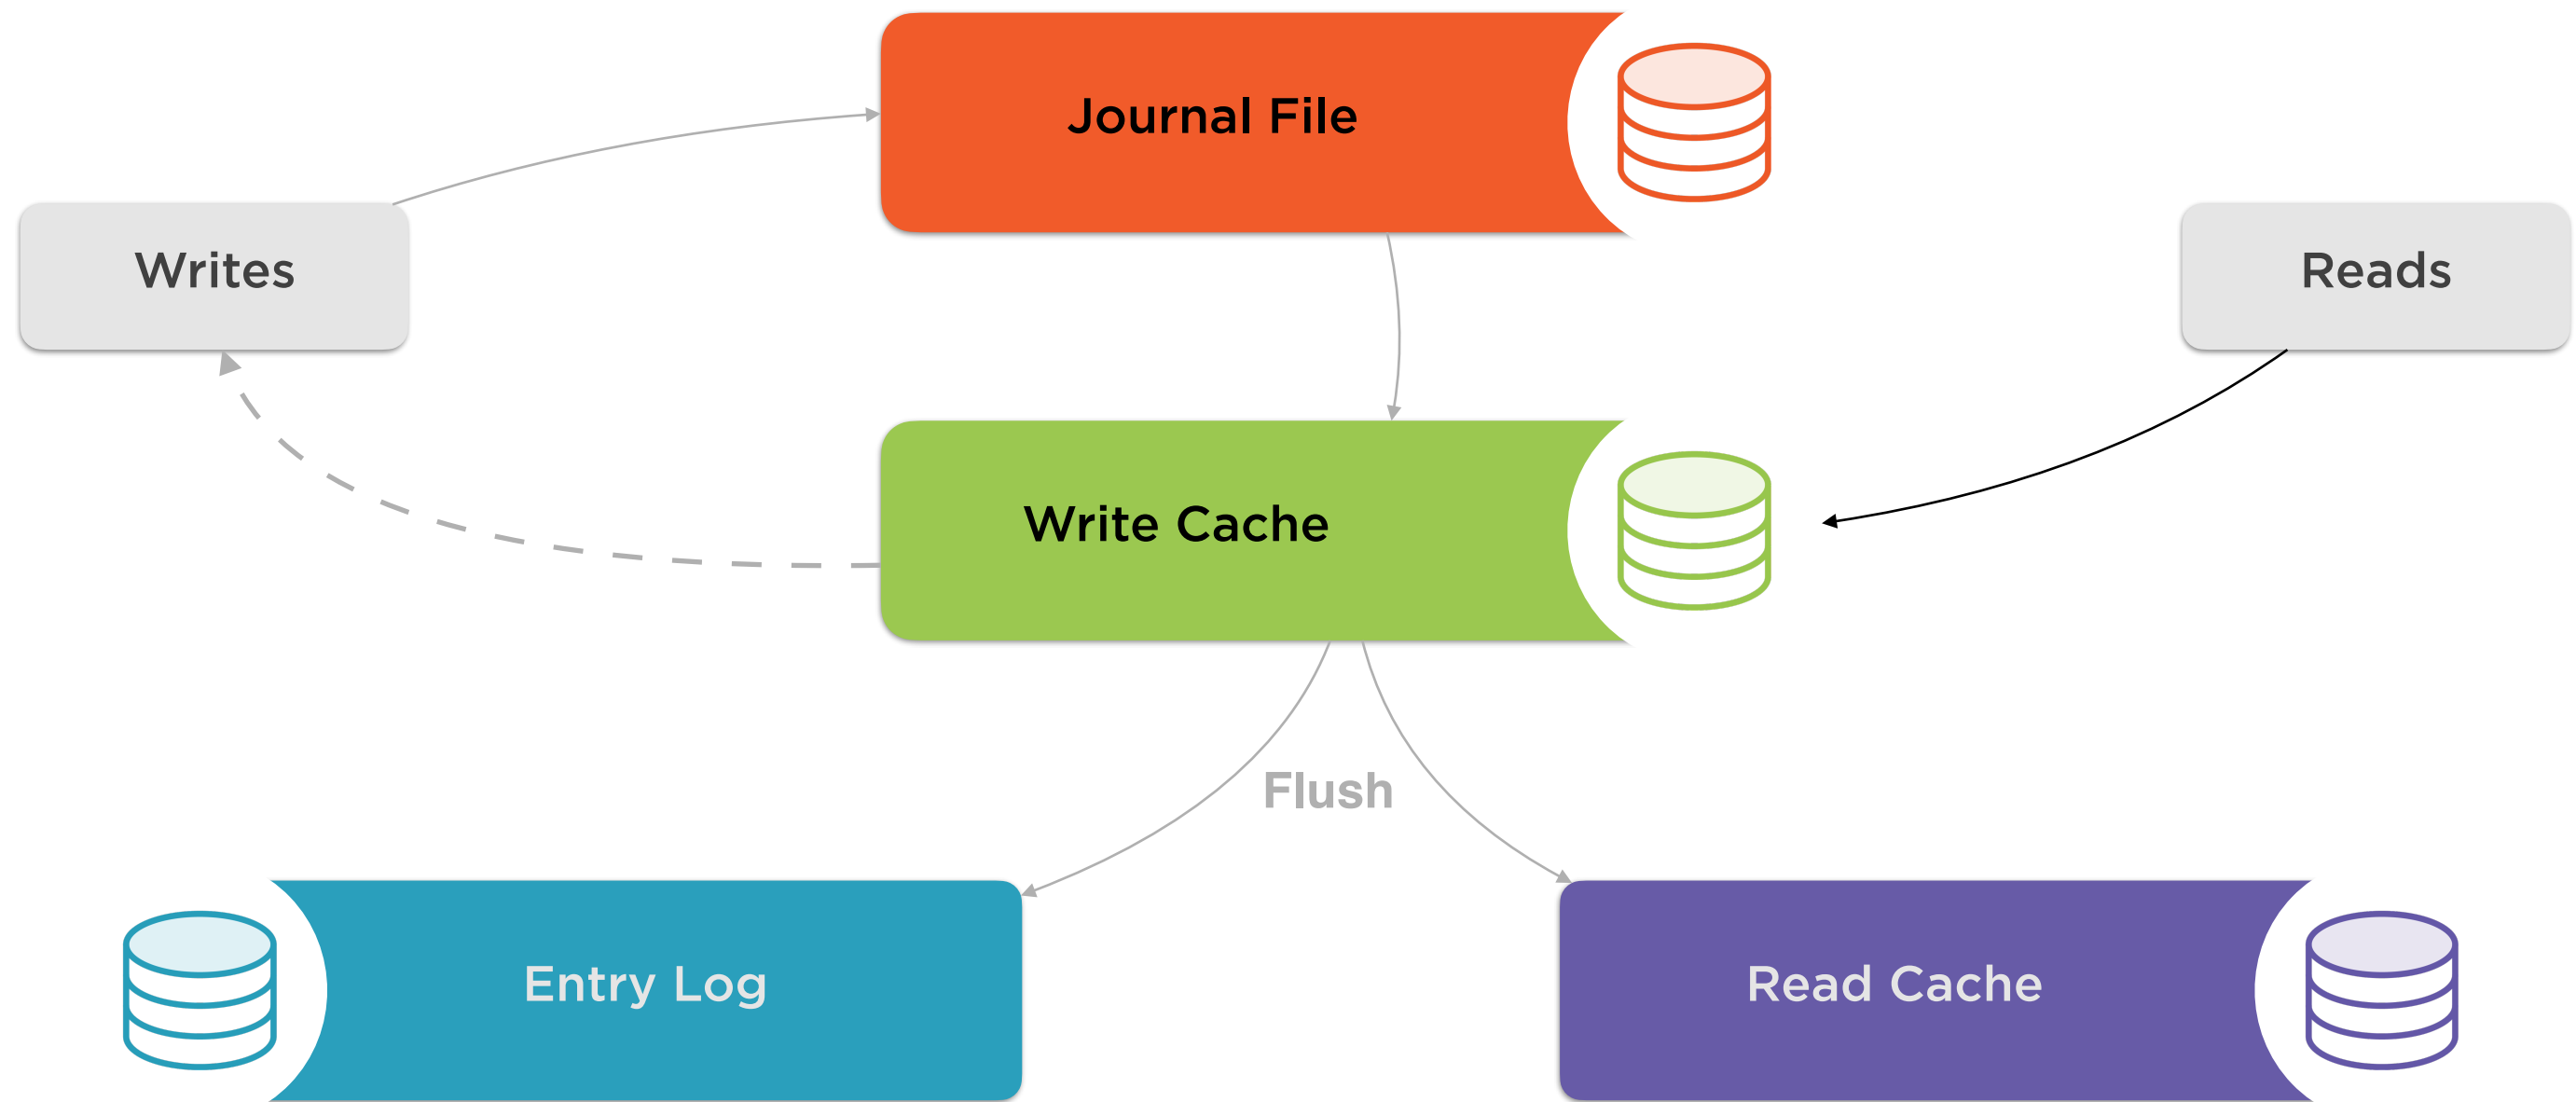 Journal File
Writes
Reads
Write Cache
Flush
Entry Log
Read Cache